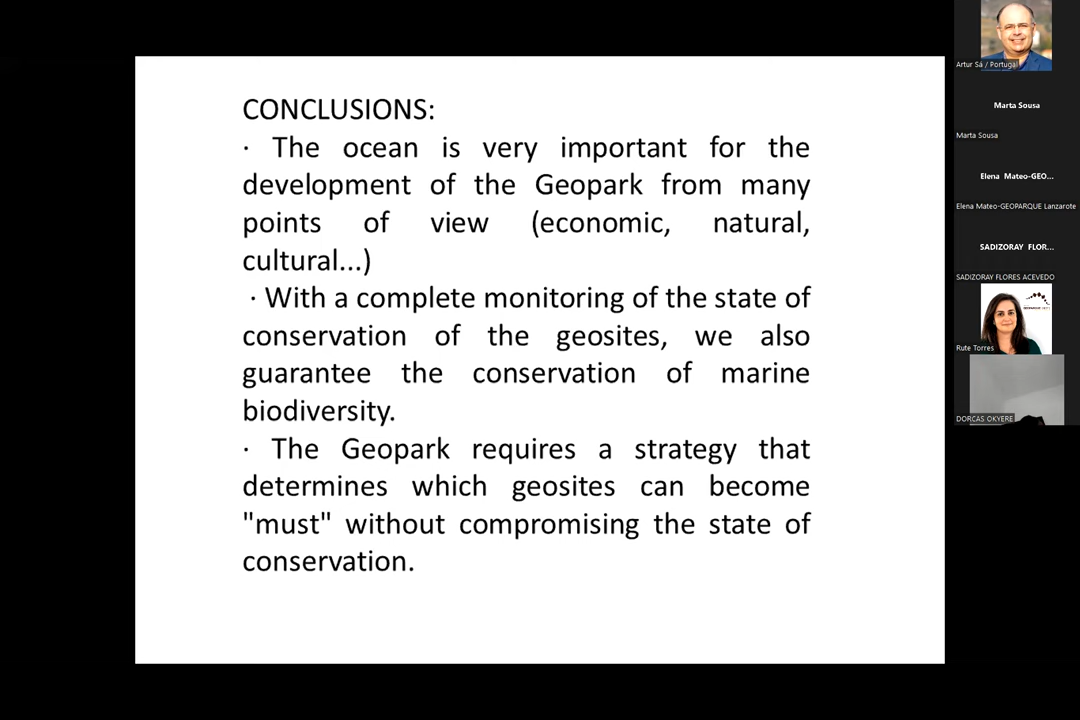 CONCLUSIONS:
· The ocean is very important for the
development of the Geopark from many
points of view (economic, natural,
cultural...)
· With a complete monitoring of the state of
conservation of the geosites, we also
guarantee the conservation of marine
biodiversity.
· The Geopark requires a strategy that
determines which geosites can become
"must" without compromising the state of
conservation.
Artur Sá / Portugal
Marta Sousa
Marta Sousa
Elena Mateo-GEO...
Elena Mateo-GEOPARQUE Lanzarote
SADIZORAY FLOR...
SADIZORAY FLORES ACEVEDO
Rute Torres
DORCAS OKYERE